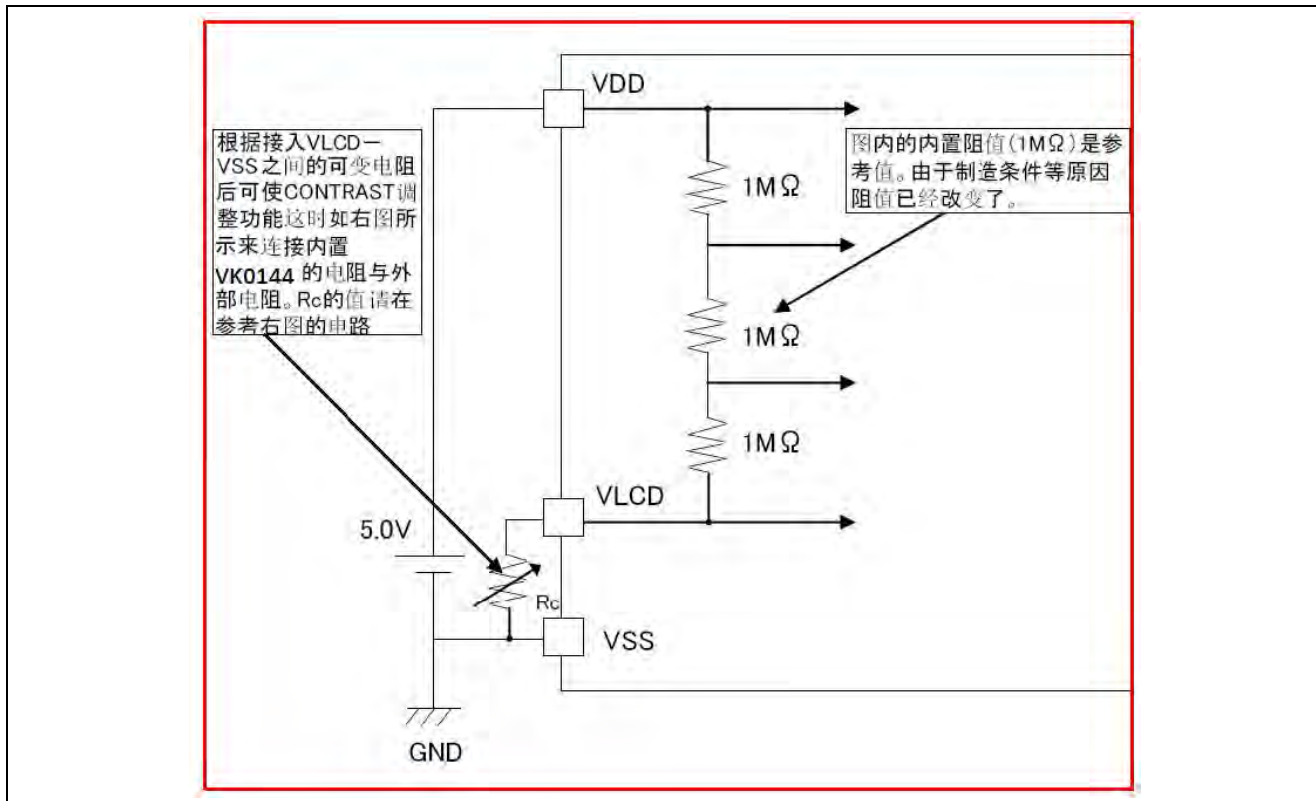 VDD
根据接入VLCD－
VSS之间的可变电阻
后可使CONTRAST调
整功能这时如右图所
示来连接内置
VK0144 的电阻与外
部电阻。Rc的值请在
参考右图的电路
图内的内置阻值(1MΩ)是参
考值。由于制造条件等原因
阻值已经改变了。
1MΩ
1MΩ
1MΩ
VLCD
5.0V
Rc
VSS
GND